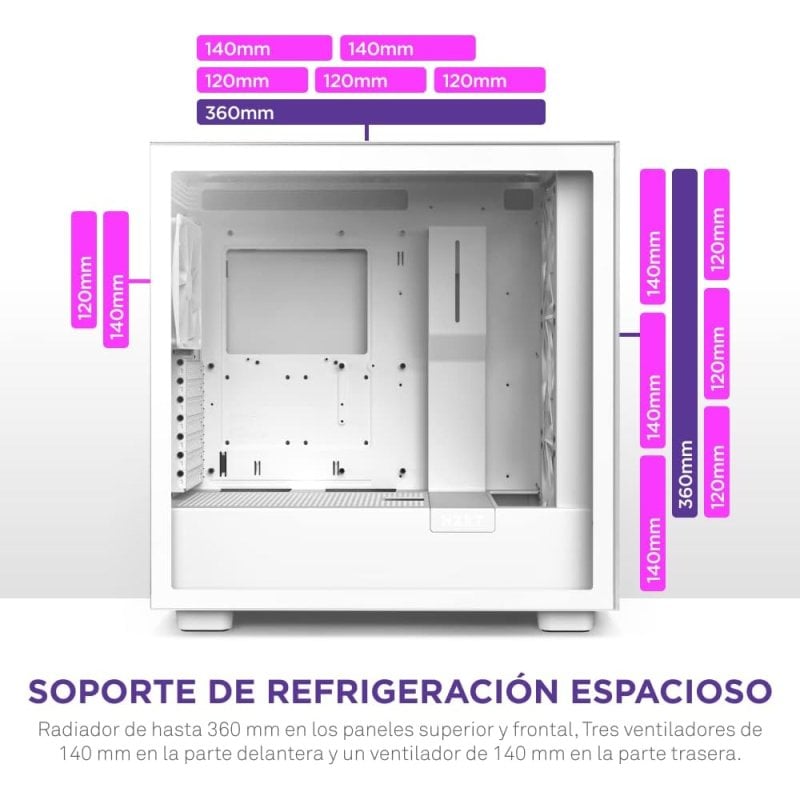 140mm 140mm
120mm 120mm 120mm
360mm
120mm
140mm
140mm
140mm
140mm
360mm
120mm
120mm
120mm
NZXT
SOPORTE DE REFRIGERACIÓN ESPACIOSO
Radiador de hasta 360 mm en los paneles superior y frontal, Tres ventiladores de
140 mm en la parte delantera y un ventilador de 140 mm en la parte trasera.